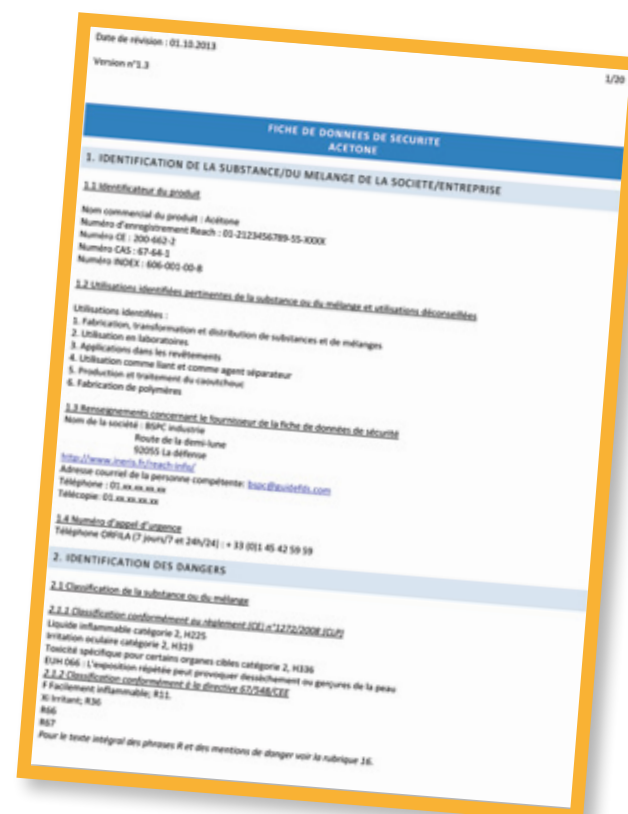 Date de révision : 01.10.2013
1/20
Version n°1.3
FICHE DE DONNEES DE SECURITE
ACETONE
1. IDENTIFICATION DE LA SUBSTANCE/DU MELANGE DE LA SOCIETE/ENTREPRISE
1.1 Identificateur du produit
Nom commercial du produit : Acétone
Numéro d'enregistrement Reach : 01-2123456789-55-XXXX
Numéro CE : 200-662-2
Numéro CAS : 67-64-1
Numéro INDEX : 606-001-00-8
1.2 Utilisations identifiées pertinentes de la substance ou du mélange et utilisations déconseillées
Utilisations identifiées :
1. Fabrication, transformation et distribution de substances et de mélanges
2. Utilisation en laboratoires
3. Applications dans les revêtements
4. Utilisation comme liant et comme agent séparateur
5. Production et traitement du caoutchouc
6. Fabrication de polymères
1.3 Renseignements concernant le fournisseur de la fiche de données de sécurité
Nom de la société : BSPC industrie
Route de la demi-lune
92055 La défense
http://www.ineris.fr/reach-info/
Adresse courriel de la personne compétente: bspc@guidefds.com
Téléphone : 01.xx.xx.xx.xx
Télécopie: 01.xx.xx.xx.xx
1.4 Numéro d'appel d'urgence
Téléphone ORFILA (7 jours/7 et 24h/24) : + 33 (0)1 45 42 59 59
2. IDENTIFICATION DES DANGERS
2.1 Classification de la substance ou du mélange
2.1.1 Classification conformément au règlement (CE) n°1272/2008 (CLP)
Liquide inflammable catégorie 2, H225
Irritation oculaire catégorie 2, H319
Toxicité spécifique pour certains organes cibles catégorie 2, H336
EUH 066 : L'exposition répétée peut provoquer dessèchement ou gerçures de la peau
2.1.2 Classification conformément à la directive 67/548/CEE
F Facilement inflammable; R11.
Xi Irritant; R36
R66
R67
Pour le texte intégral des phrases R et des mentions de danger voir la rubrique 16.